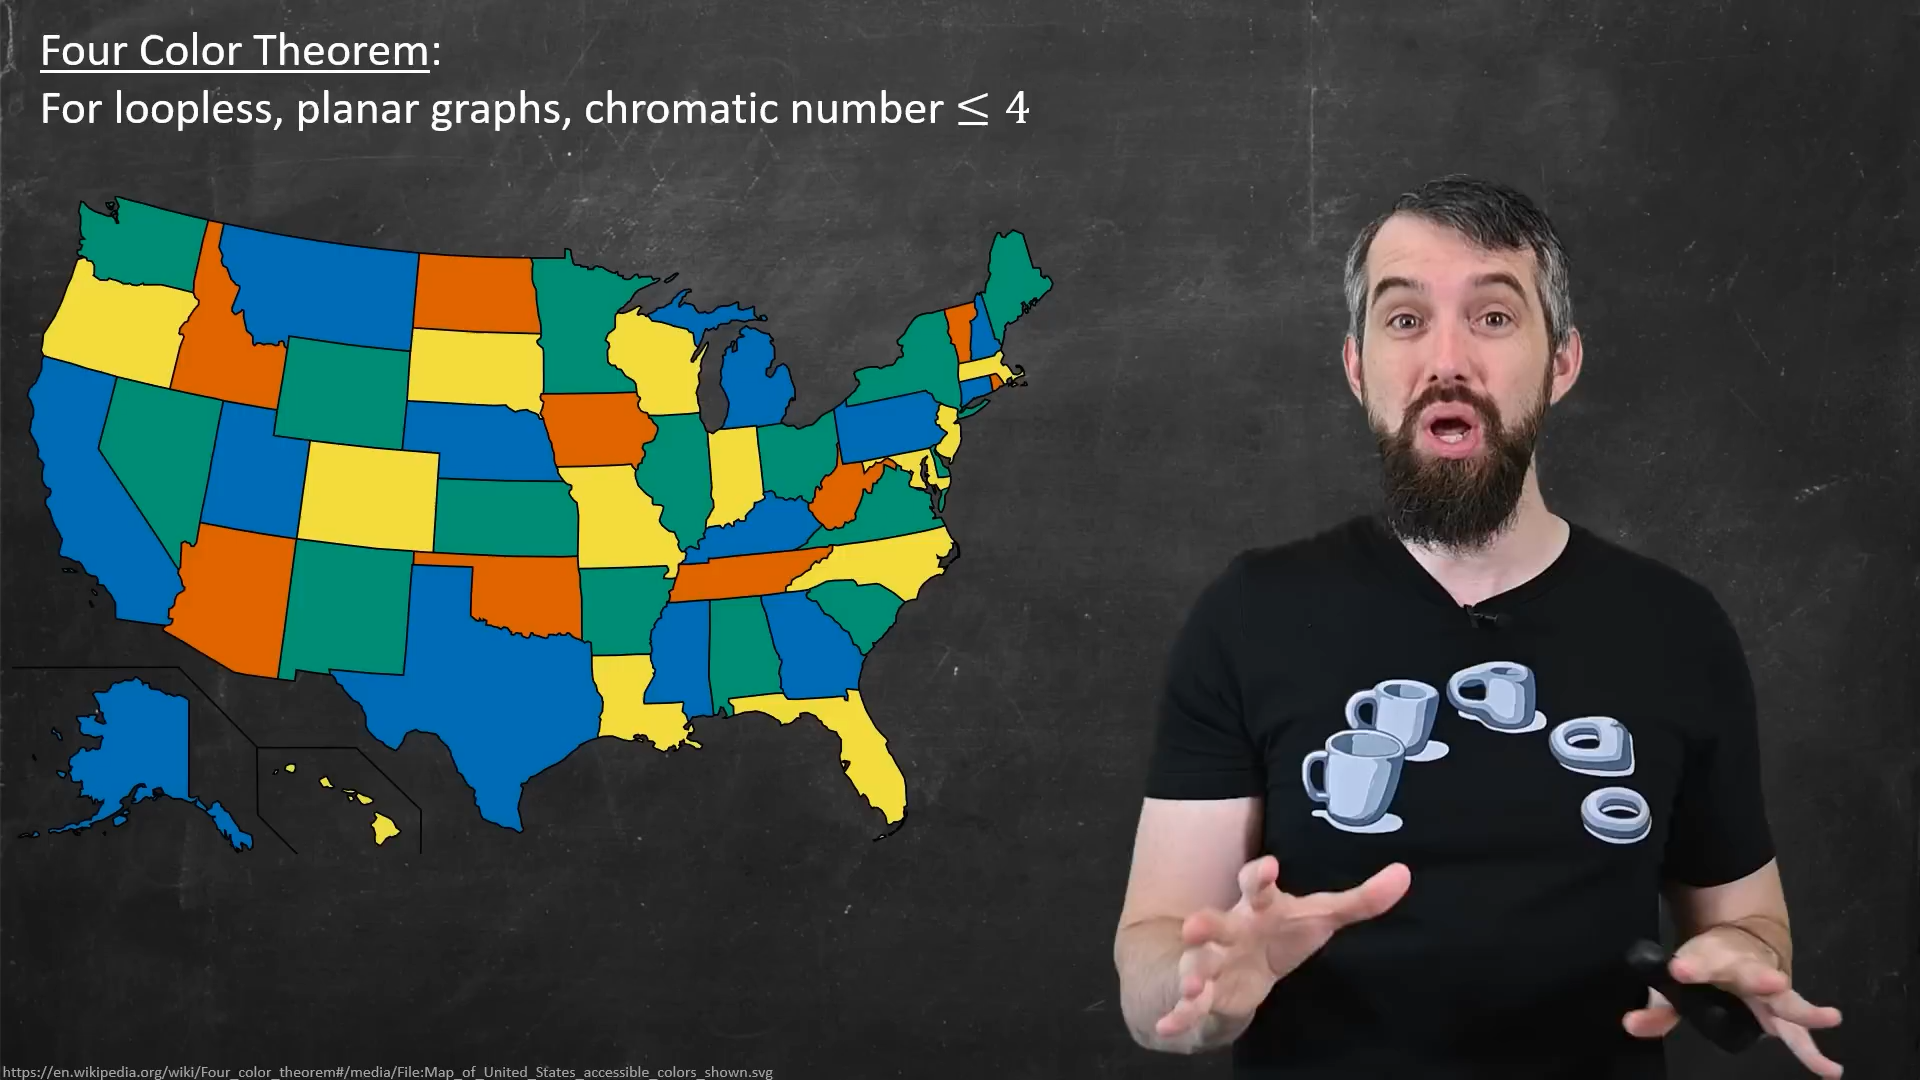 Four Color Theorem:
For loopless, planar graphs, chromatic number ≤ 4
https://en.wikipedia.org/wiki/Four_color_theorem#/media/File:Map_of_United_States_accessible_colors_shown.svg